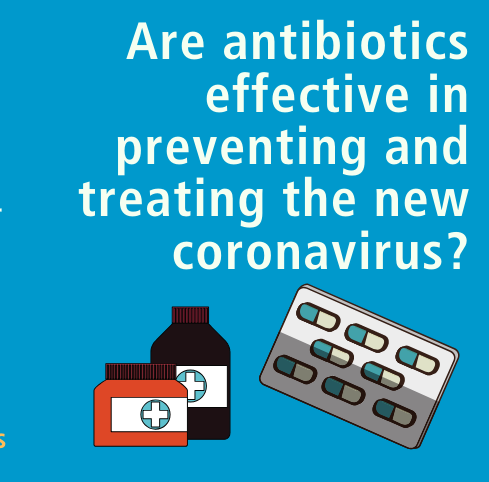 Are antibiotics
effective in
preventing and
treating the new
coronavirus?
s